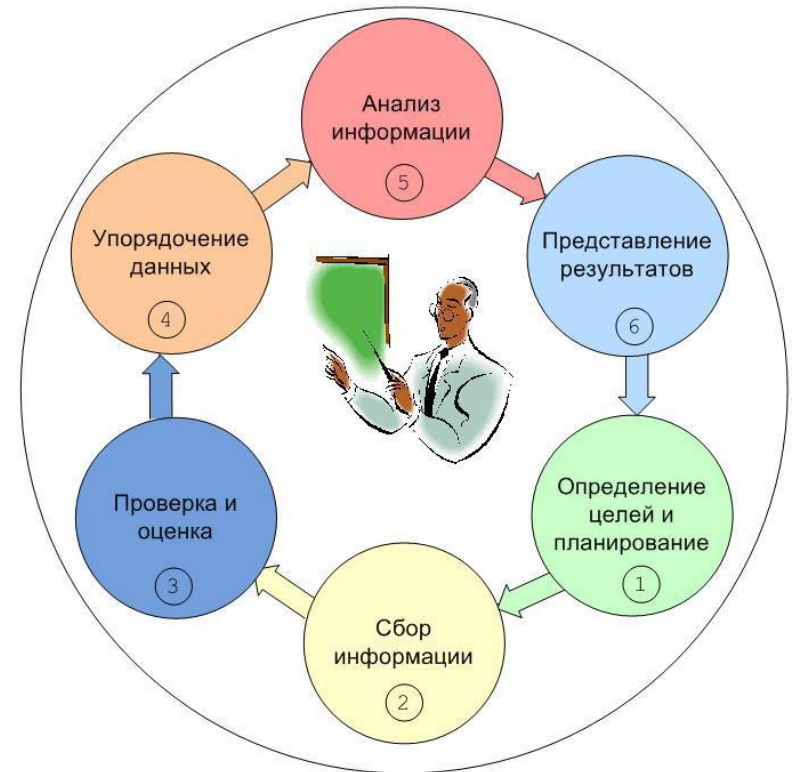 Анализ
информации
5
Упорядочение
данных
4
Представление
результатов
6
Проверка и
оценка
3
Определение
целей и
планирование
1
Сбор
информации
2